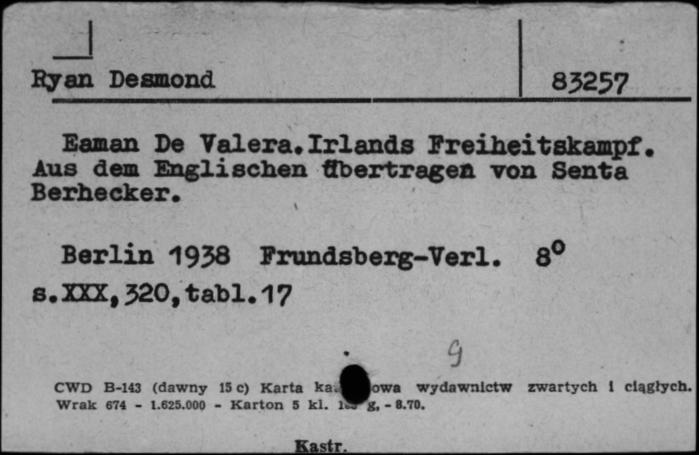 Ryan Desmond 83257
Eaman De Valera. Irlands Freiheitskampf.
Aus dem Englischen übertragen von Senta
Berhecker.
Berlin 1938 Frundsberg-Verl. 8°
s.XXX, 320, tabl.17
9
CWD B-143 (dawny 15 c) Karta wydawnictw zwartych i ciągłych.
Wrak 674 - 1.625.000 - Karton 5 kl. g, - 8.70.
Kastr.